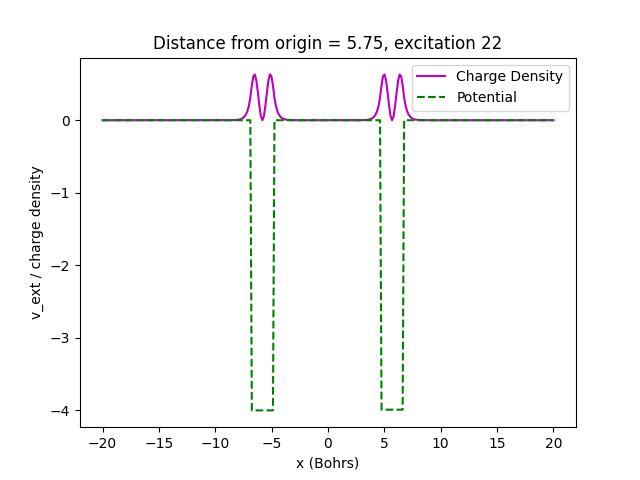 Distance from origin = 5.75, excitation 22
Charge Density
Potential
v_ext / charge density
0
−1
−2
−3
−4
−20
−15
−10
−5
0
5
10
15
20
x (Bohrs)